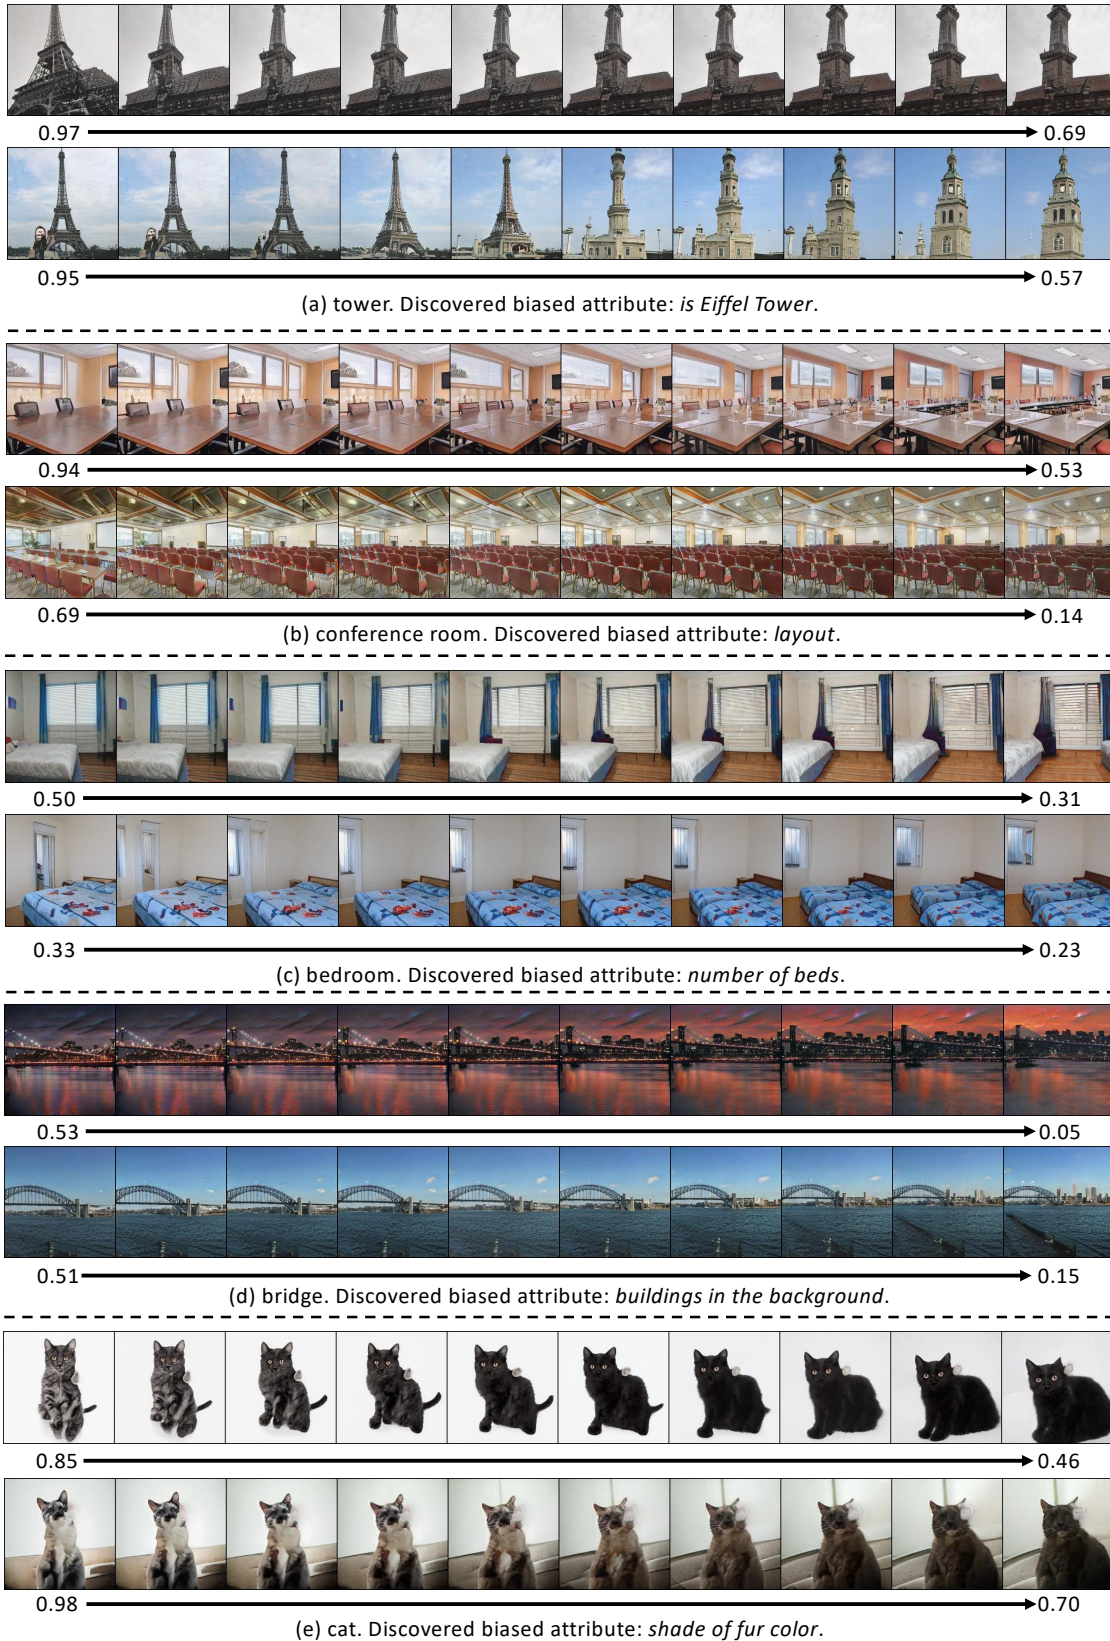 0.97 0.69
0.95 0.57
(a) tower. Discovered biased attribute: is Eiffel Tower.
0.94 0.53
0.69 0.14
(b) conference room. Discovered biased attribute: layout.
0.50 0.31
0.33 0.23
(c) bedroom. Discovered biased attribute: number of beds.
0.53 0.05
0.51 0.15
(d) bridge. Discovered biased attribute: buildings in the background.
0.85 0.46
0.98 0.70
(e) cat. Discovered biased attribute: shade of fur color.